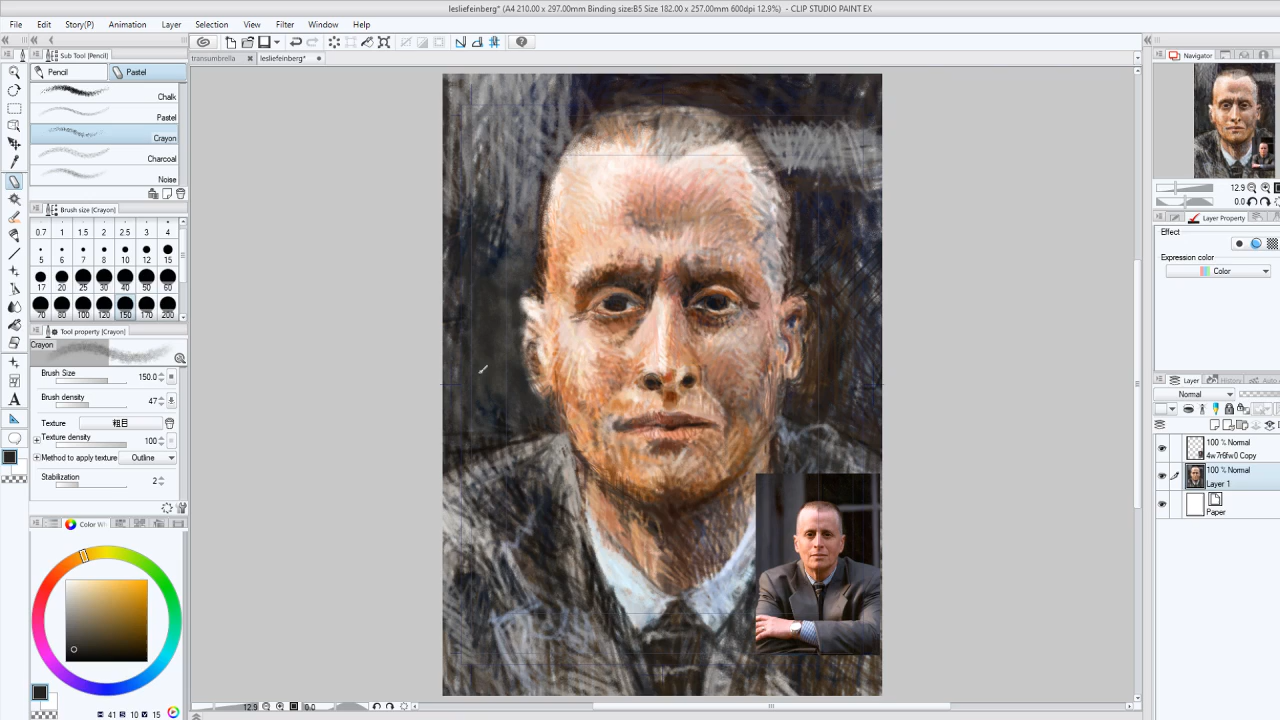 lesliefeinberg* (A4 210.00 x 297.00mm Binding size:B5 Size 182.00 x 257.00mm 600dpi 12.9%) - CLIP STUDIO PAINT EX
File Edit Story(P) Animation Layer Selection View Filter Window Help
transumbrella
lesliefeinberg*
Sub Tool [Pencil]
Pencil Pastel
Chalk
Pastel
Crayon
Charcoal
Noise
Brush size [Crayon]
0.7 1 1.5 2 2.5 3 4
5 6 7 8 10 12 15
17 20 25 30 40 50 60
70 80 100 120 150 170 200
Tool property [Crayon]
Crayon
Brush Size 150.0
Brush density 47
Texture 粗目
Texture density 100
Method to apply texture Outline
Stabilization 2
Color Wh
41 S 10 V 15
12.9 0.0
Navigator
12.9
0.0
Layer Property
Effect
Expression color
Color
Layer History Auto
Normal
100 % Normal
4w7r6fw0 Copy
100 % Normal
Layer 1
Paper
A